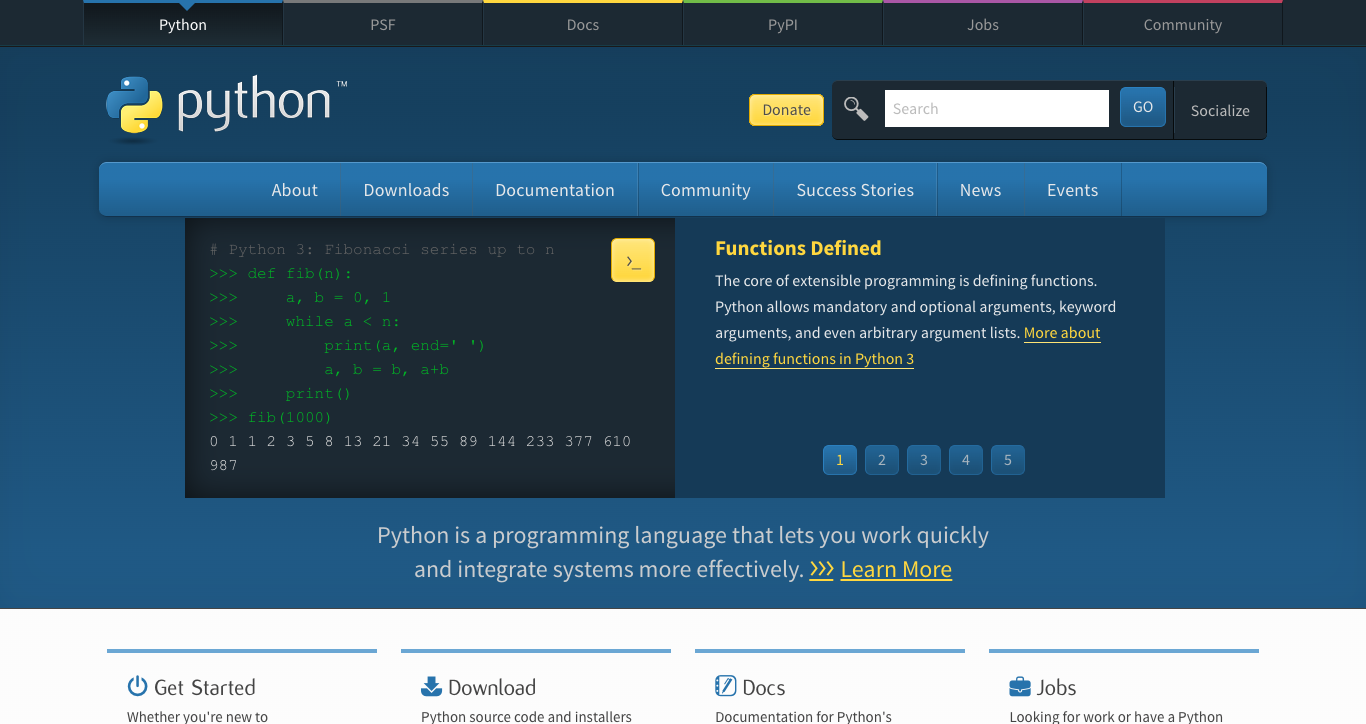 Python PSF Docs PyPI Jobs Community
python™
Donate Search GO Socialize
About Downloads Documentation Community Success Stories News Events
# Python 3: Fibonacci series up to n
>>> def fib(n):
>>>     a, b = 0, 1
>>>     while a < n:
>>>         print(a, end=' ')
>>>         a, b = b, a+b
>>>     print()
>>> fib(1000)
0 1 1 2 3 5 8 13 21 34 55 89 144 233 377 610
987
>_
Functions Defined
The core of extensible programming is defining functions.
Python allows mandatory and optional arguments, keyword
arguments, and even arbitrary argument lists. More about
defining functions in Python 3
1 2 3 4 5
Python is a programming language that lets you work quickly
and integrate systems more effectively. >>> Learn More
Get Started
Whether you're new to
Download
Python source code and installers
Docs
Documentation for Python's
Jobs
Looking for work or have a Python